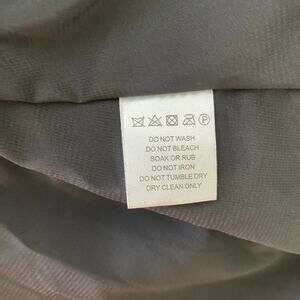 P
DO NOT WASH
DO NOT BLEACH
SOAK OR RUB
DO NOT IRON
DO NOT TUMBLE DRY
DRY CLEAN ONLY